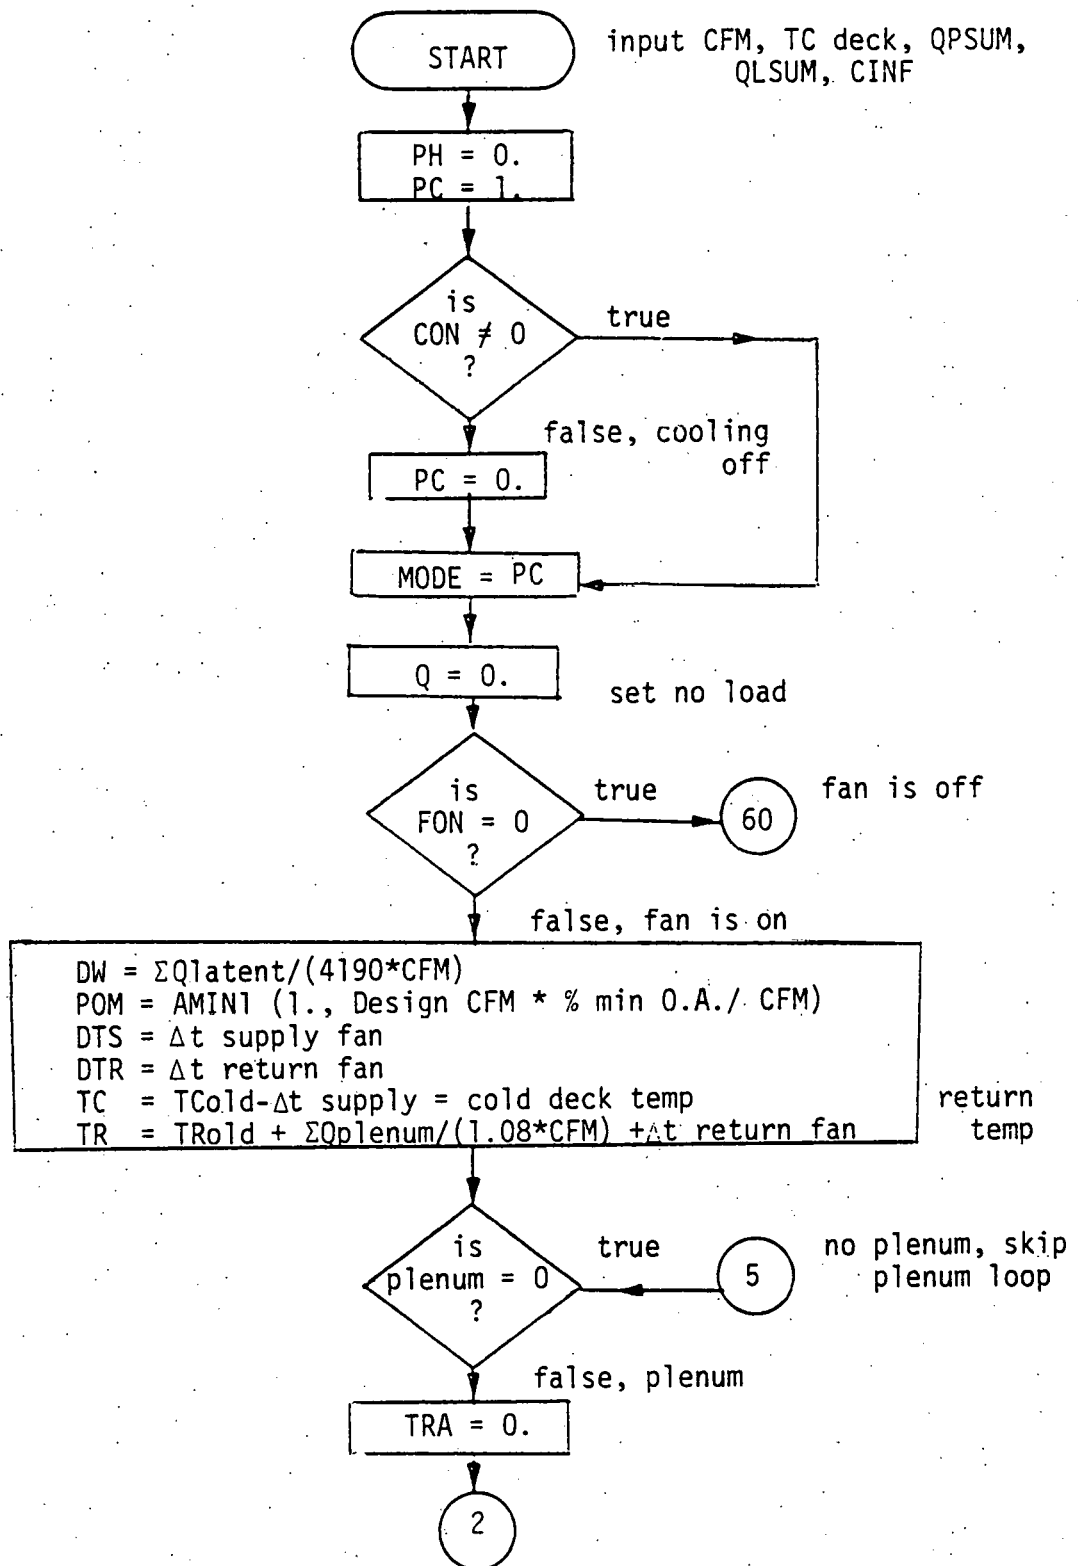 START
input CFM, TC deck, QPSUM,
QLSUM, CINF
PH = 0.
PC = 1.
is
CON ≠ 0
?
true
false, cooling
off
PC = 0.
MODE = PC
Q = 0.
set no load
is
FON = 0
?
true
60
fan is off
false, fan is on
DW = ΣQlatent/(4190*CFM)
POM = AMIN1 (1., Design CFM * % min O.A./ CFM)
DTS = Δt supply fan
DTR = Δt return fan
TC = TCold-Δt supply = cold deck temp
TR = TRold + ΣQplenum/(1.08*CFM) +Δt return fan
return
temp
is
plenum = 0
?
true
5
no plenum, skip
plenum loop
false, plenum
TRA = 0.
2